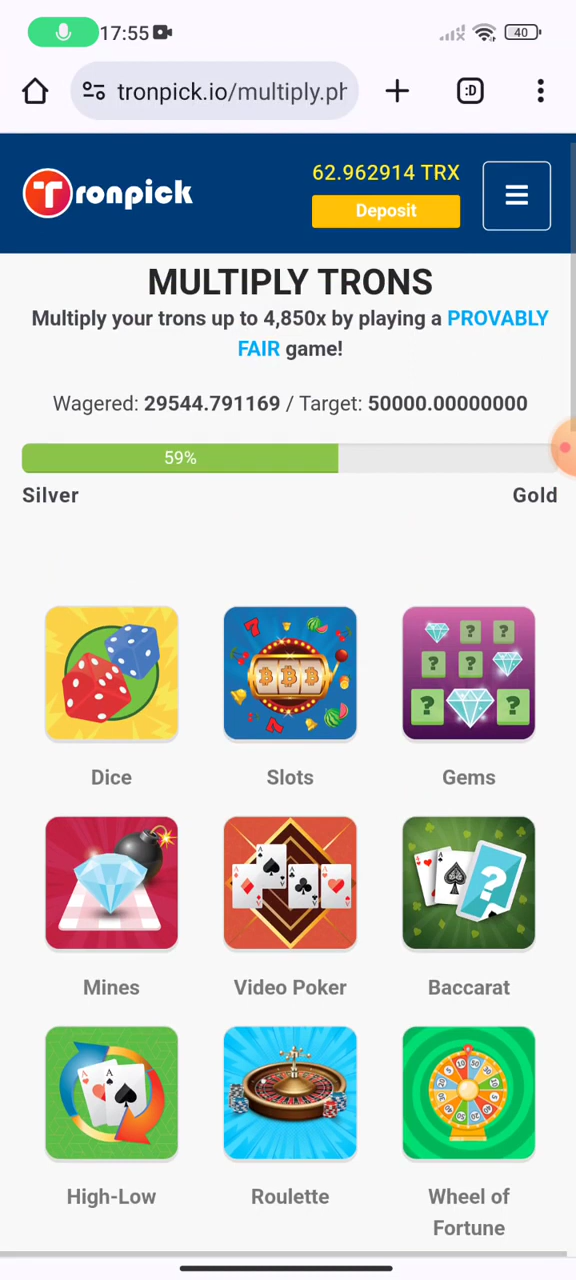 17:55
40
tronpick.io/multiply.ph
:D
Tronpick
62.962914 TRX
Deposit
MULTIPLY TRONS
Multiply your trons up to 4,850x by playing a PROVABLY
FAIR game!
Wagered: 29544.791169 / Target: 50000.00000000
59%
Silver
Gold
Dice
Slots
Gems
Mines
Video Poker
Baccarat
High-Low
Roulette
Wheel of
Fortune